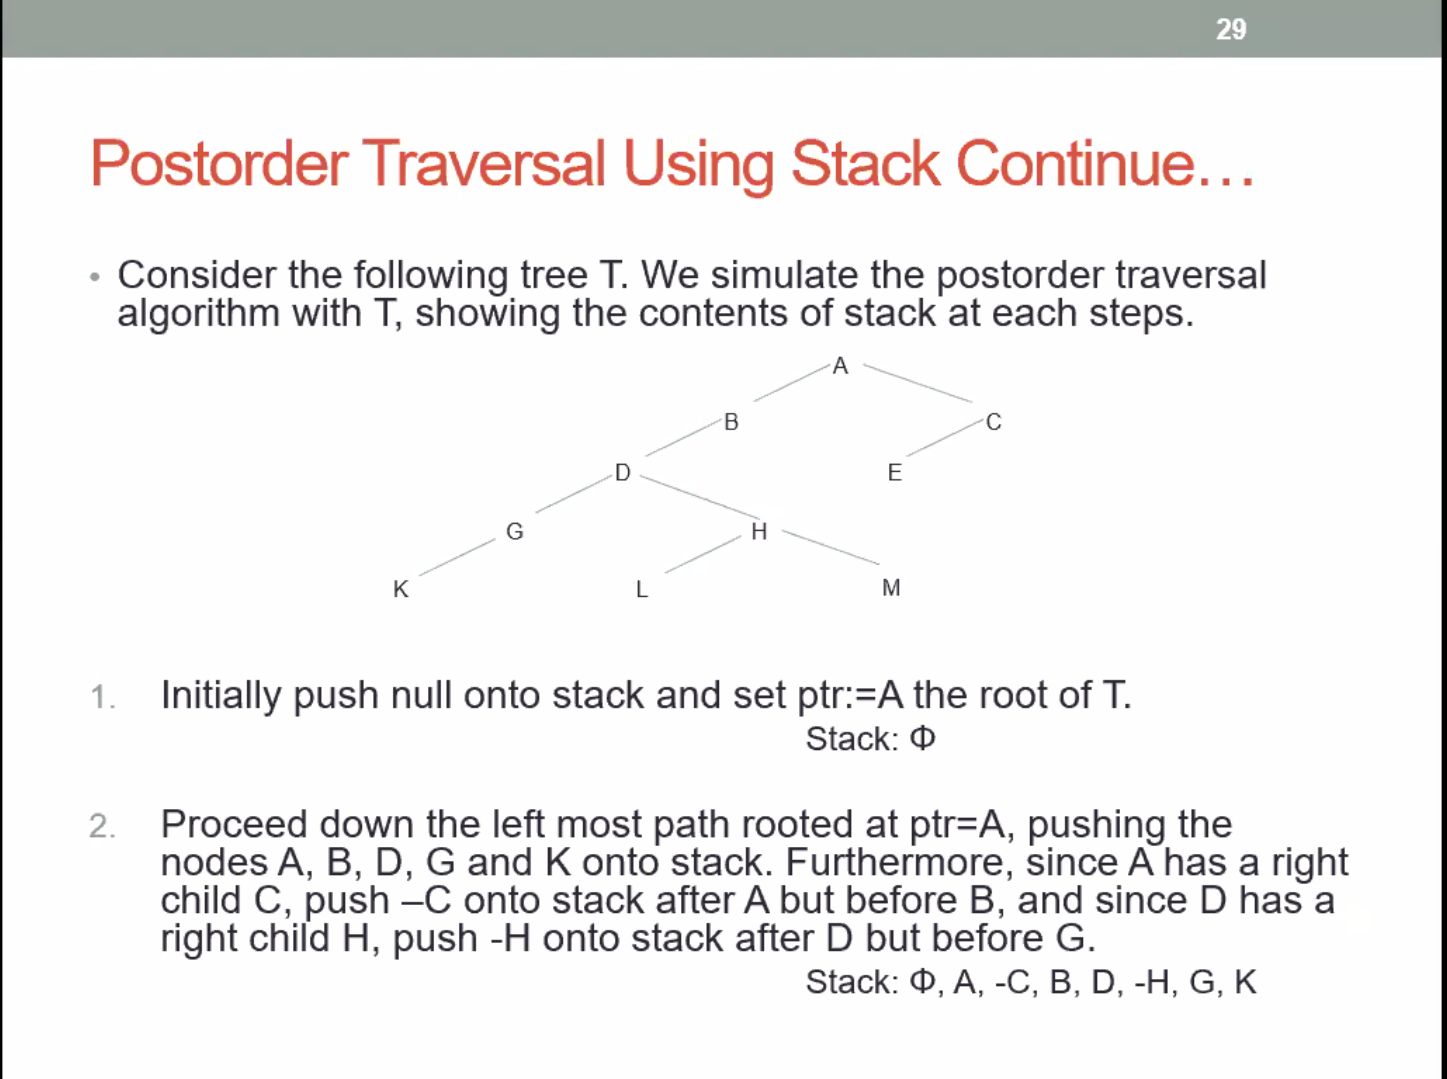 29
Postorder Traversal Using Stack Continue…
• Consider the following tree T. We simulate the postorder traversal
algorithm with T, showing the contents of stack at each steps.
A
B C
D E
G H
K L M
1. Initially push null onto stack and set ptr:=A the root of T.
Stack: Φ
2. Proceed down the left most path rooted at ptr=A, pushing the
nodes A, B, D, G and K onto stack. Furthermore, since A has a right
child C, push –C onto stack after A but before B, and since D has a
right child H, push -H onto stack after D but before G.
Stack: Φ, A, -C, B, D, -H, G, K